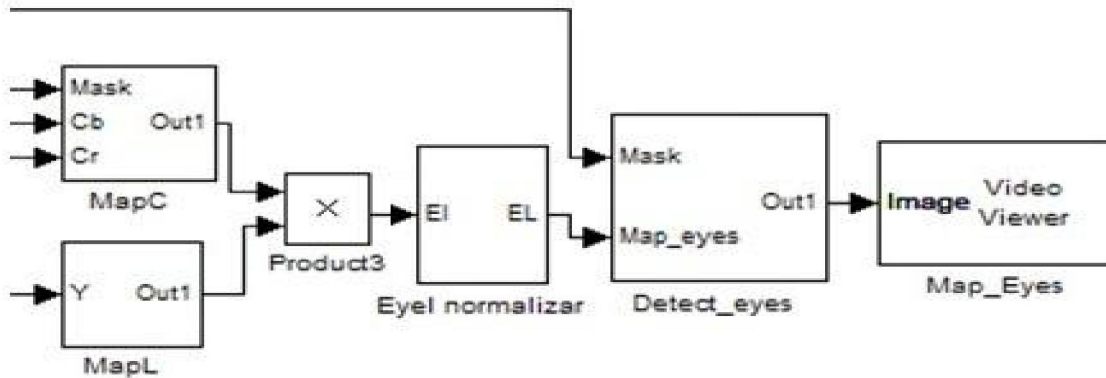 Mask
Cb Out1
Cr
MapC
Y Out1
MapL
×
Product3
EI EL
Eyel normalizar
Mask
Out1
Map_eyes
Detect_eyes
Image Video
Viewer
Map_Eyes